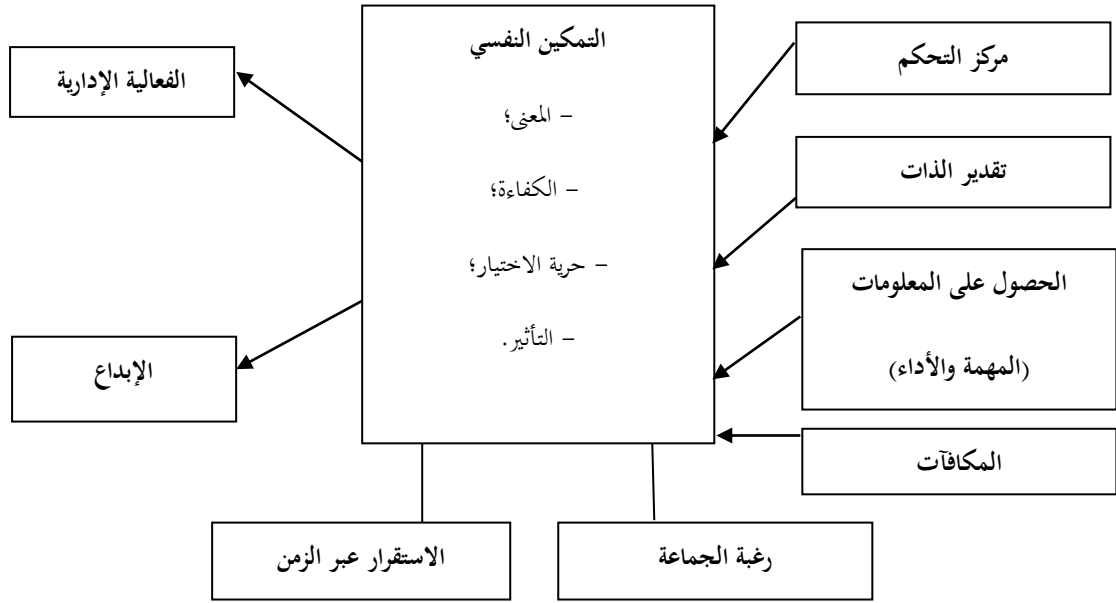 التمكين النفسي
– المعنى؛
– الكفاءة؛
– حرية الاختيار؛
– التأثير.
مركز التحكم
تقدير الذات
الحصول على المعلومات
(المهمة والأداء)
المكافآت
الفعالية الإدارية
الإبداع
رغبة الجماعة
الاستقرار عبر الزمن